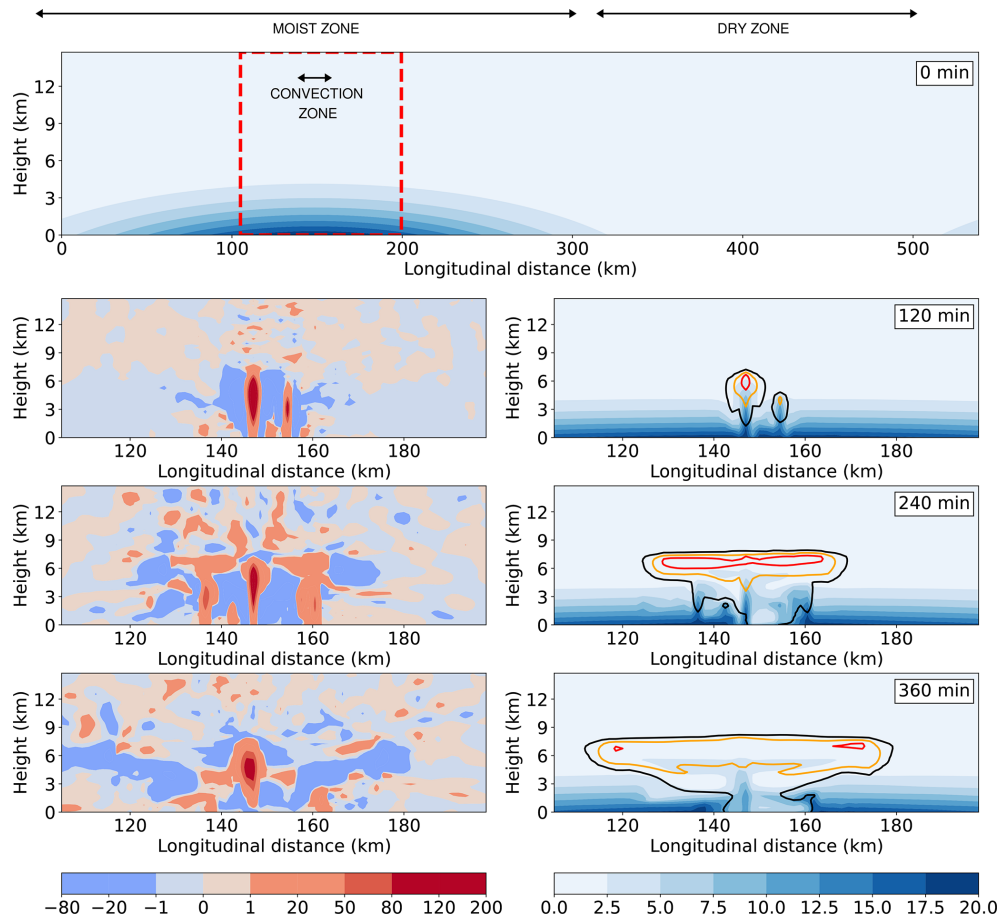 MOIST ZONE DRY ZONE
0 min
CONVECTION
ZONE
Height (km)
12
9
6
3
0
0 100 200 300 400 500
Longitudinal distance (km)
120 min
Height (km)
12
9
6
3
0
120 140 160 180
Longitudinal distance (km)
Height (km)
12
9
6
3
0
120 140 160 180
Longitudinal distance (km)
240 min
Height (km)
12
9
6
3
0
120 140 160 180
Longitudinal distance (km)
Height (km)
12
9
6
3
0
120 140 160 180
Longitudinal distance (km)
360 min
Height (km)
12
9
6
3
0
120 140 160 180
Longitudinal distance (km)
Height (km)
12
9
6
3
0
120 140 160 180
Longitudinal distance (km)
−80 −20 −1 0 1 20 50 80 120 200
0.0 2.5 5.0 7.5 10.0 12.5 15.0 17.5 20.0